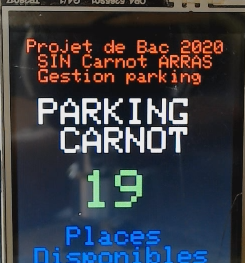 Projet de Bac 2020
SIN Carnot ARRAS
Gestion parking
PARKING
CARNOT
19
Places
Disponibles